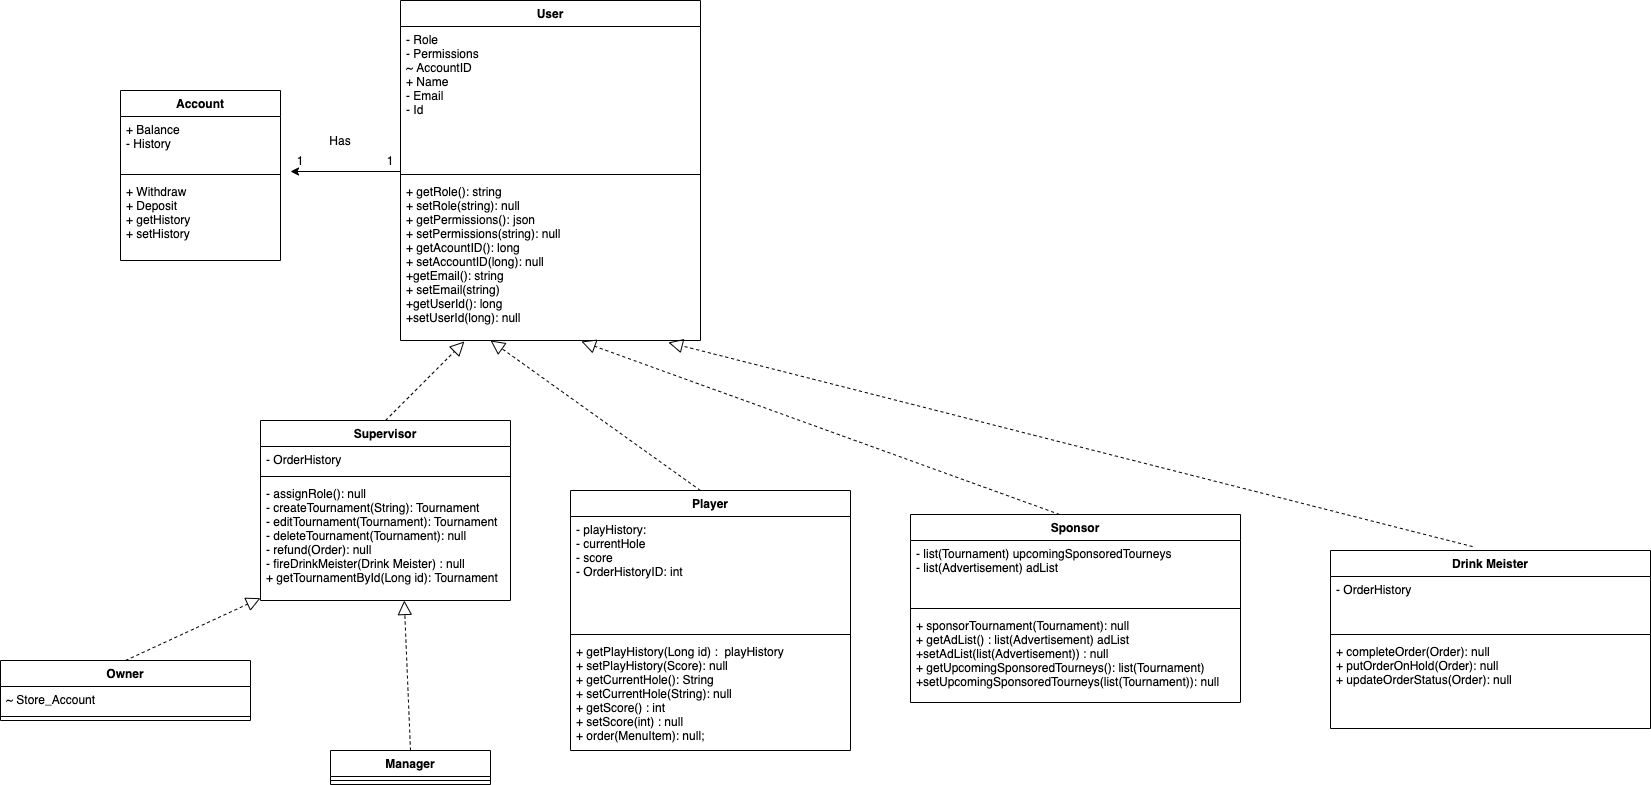 User
- Role
- Permissions
~ AccountID
+ Name
- Email
- Id
+ getRole(): string
+ setRole(string): null
+ getPermissions(): json
+ setPermissions(string): null
+ getAcountID(): long
+ setAccountID(long): null
+getEmail(): string
+ setEmail(string)
+getUserId(): long
+setUserId(long): null
Account
+ Balance
- History
+ Withdraw
+ Deposit
+ getHistory
+ setHistory
Has
1
1
Supervisor
- OrderHistory
- assignRole(): null
- createTournament(String): Tournament
- editTournament(Tournament): Tournament
- deleteTournament(Tournament): null
- refund(Order): null
- fireDrinkMeister(Drink Meister) : null
+ getTournamentById(Long id): Tournament
Player
- playHistory:
- currentHole
- score
- OrderHistoryID: int
+ getPlayHistory(Long id) :  playHistory
+ setPlayHistory(Score): null
+ getCurrentHole(): String
+ setCurrentHole(String): null
+ getScore() : int
+ setScore(int) : null
+ order(MenuItem): null;
Sponsor
- list(Tournament) upcomingSponsoredTourneys
- list(Advertisement) adList
+ sponsorTournament(Tournament): null
+ getAdList() : list(Advertisement) adList
+setAdList(list(Advertisement)) : null
+ getUpcomingSponsoredTourneys(): list(Tournament)
+setUpcomingSponsoredTourneys(list(Tournament)): null
Drink Meister
- OrderHistory
+ completeOrder(Order): null
+ putOrderOnHold(Order): null
+ updateOrderStatus(Order): null
Owner
~ Store_Account
Manager